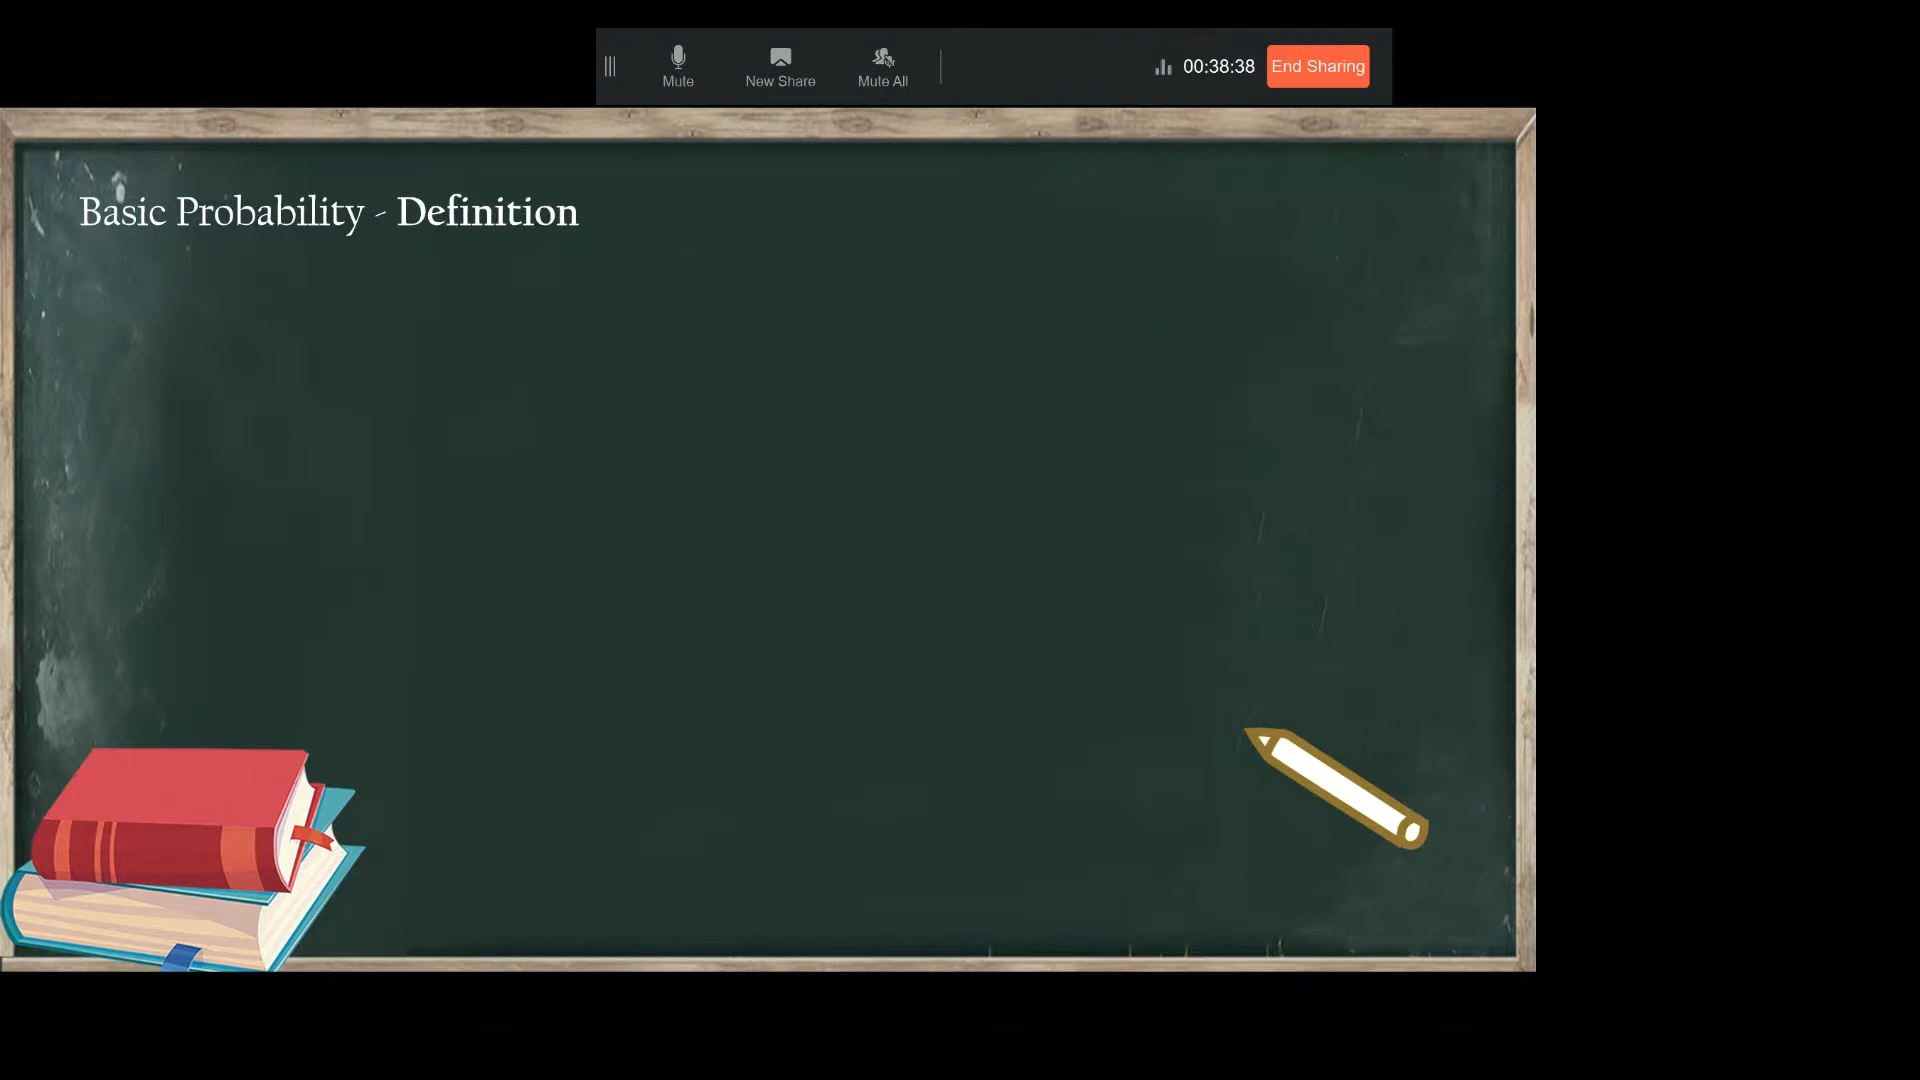 Mute
New Share
Mute All
00:38:38
End Sharing
Basic Probability - Definition